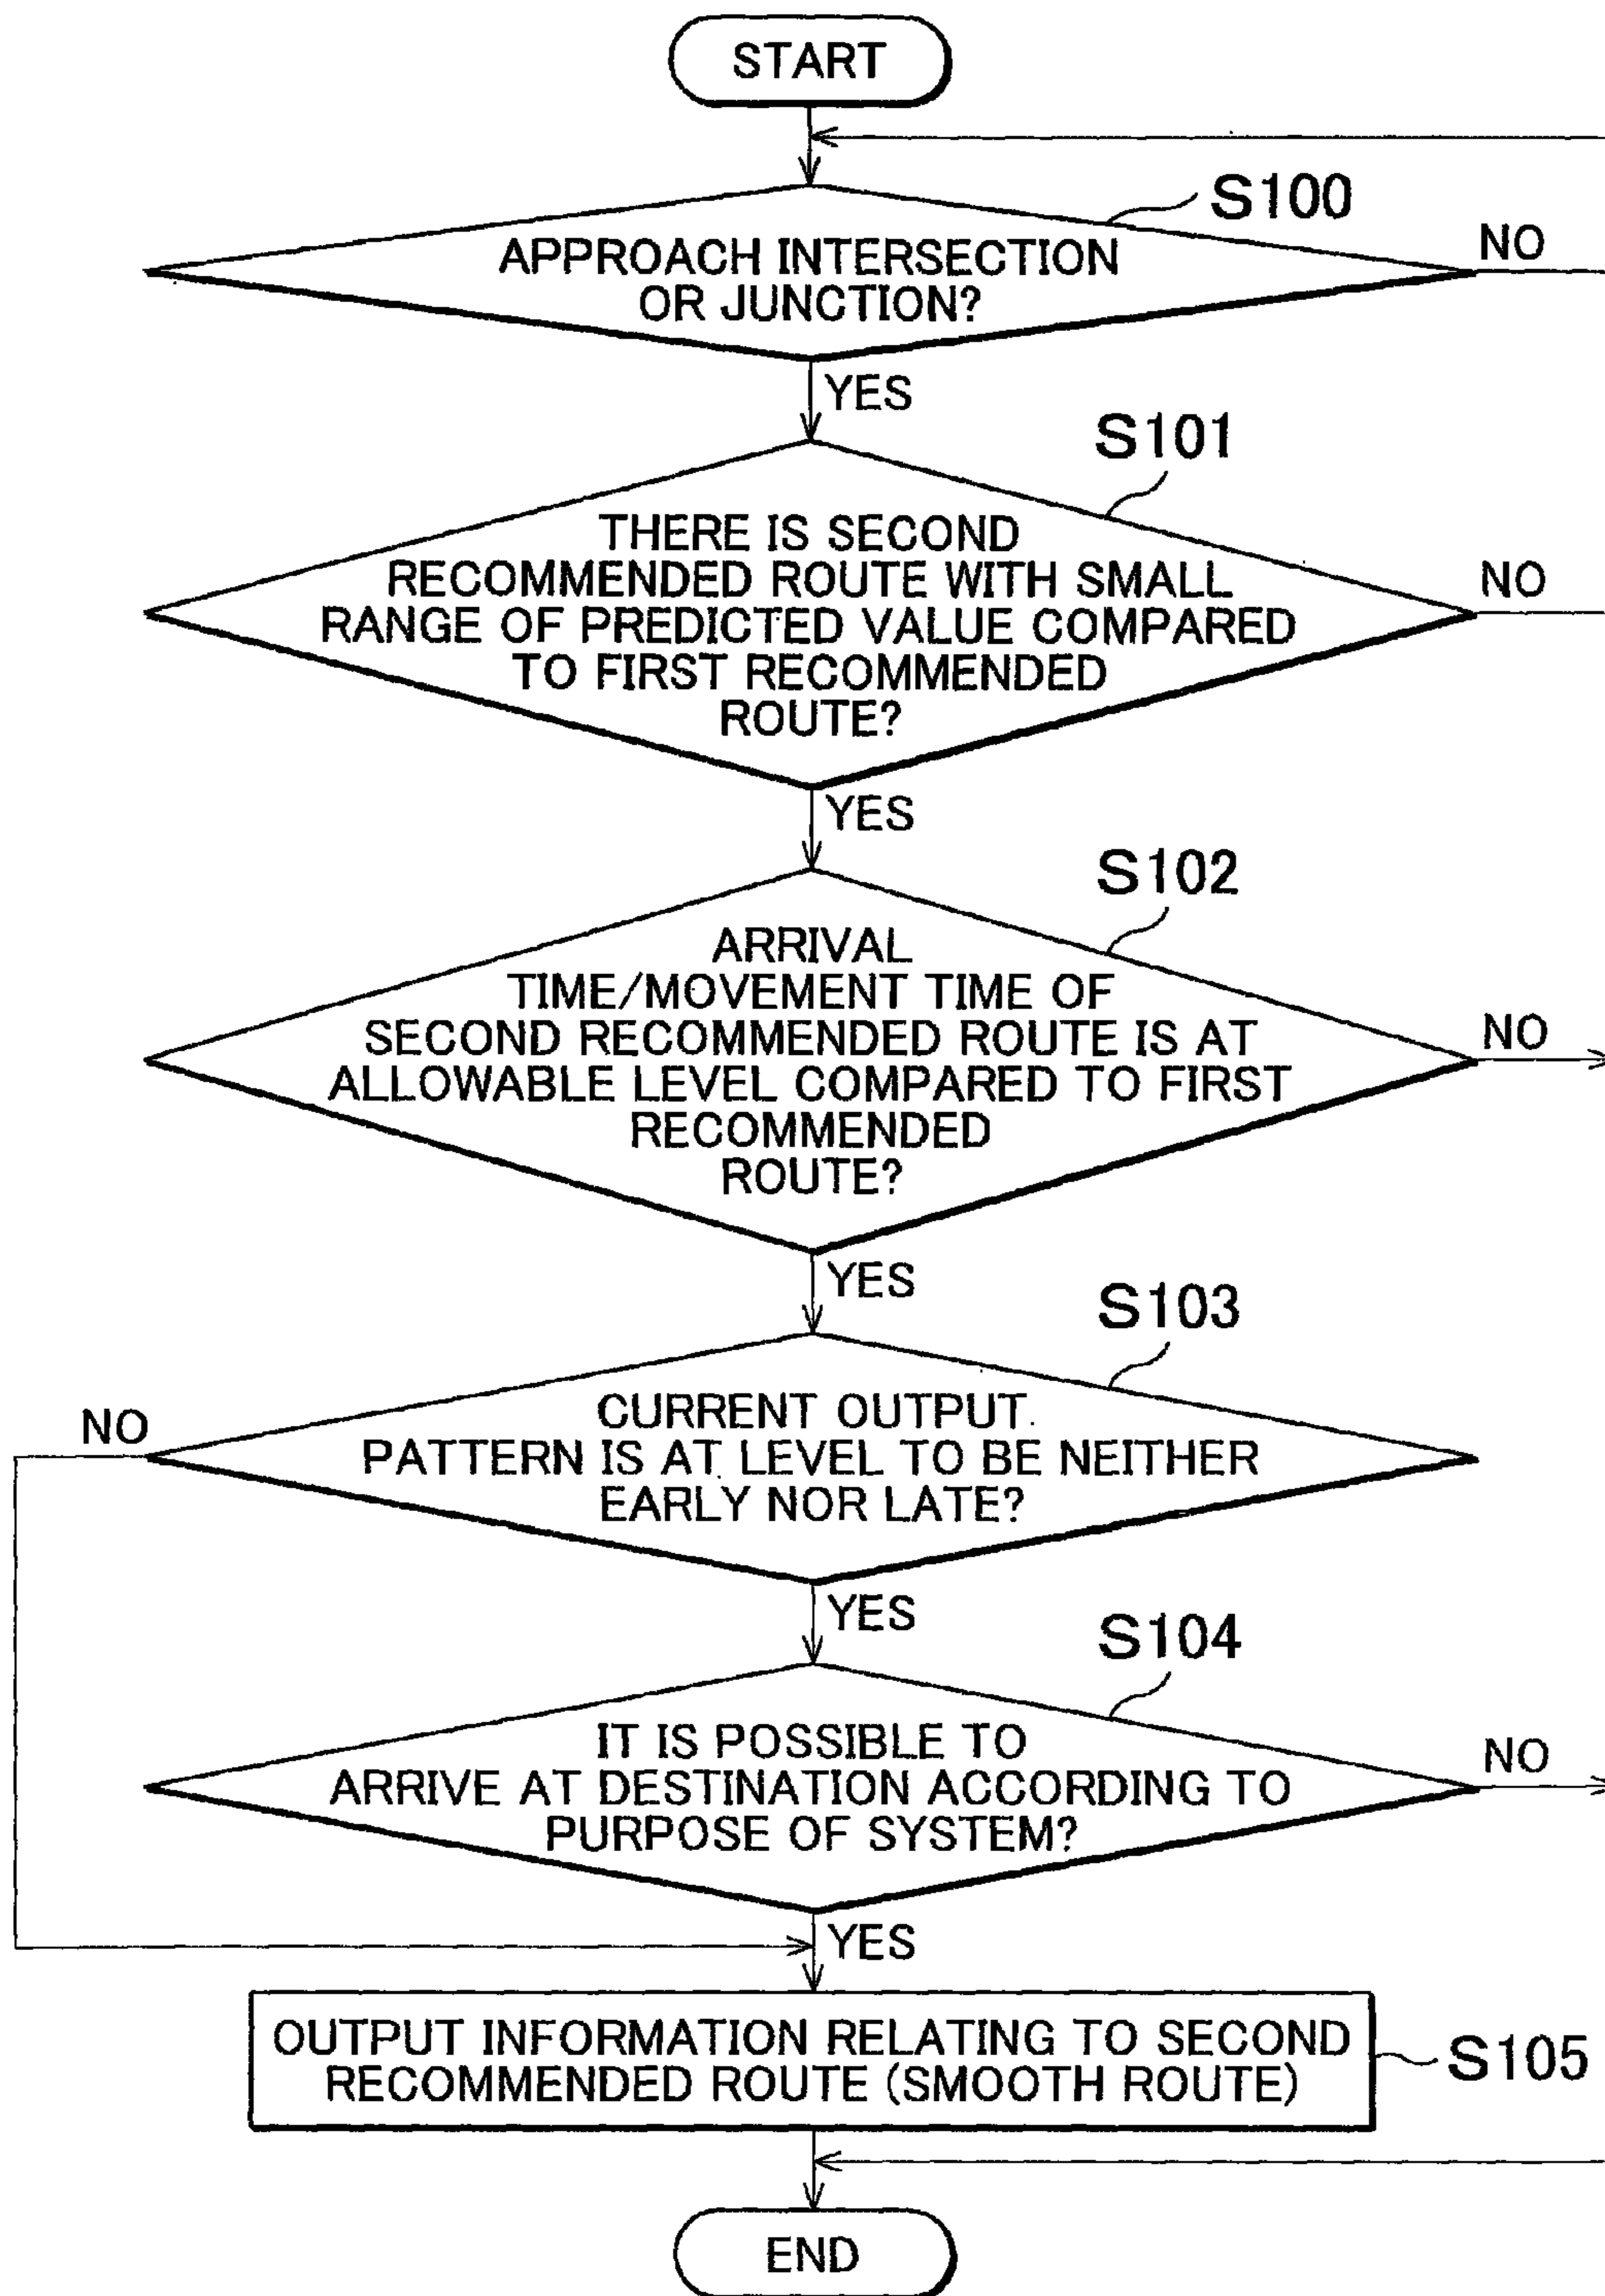 START
S100
APPROACH INTERSECTION
OR JUNCTION?
NO
YES
S101
THERE IS SECOND
RECOMMENDED ROUTE WITH SMALL
RANGE OF PREDICTED VALUE COMPARED
TO FIRST RECOMMENDED
ROUTE?
NO
YES
S102
ARRIVAL
TIME/MOVEMENT TIME OF
SECOND RECOMMENDED ROUTE IS AT
ALLOWABLE LEVEL COMPARED TO FIRST
RECOMMENDED
ROUTE?
NO
YES
S103
CURRENT OUTPUT
PATTERN IS AT LEVEL TO BE NEITHER
EARLY NOR LATE?
NO
YES
S104
IT IS POSSIBLE TO
ARRIVE AT DESTINATION ACCORDING TO
PURPOSE OF SYSTEM?
NO
YES
OUTPUT INFORMATION RELATING TO SECOND
RECOMMENDED ROUTE (SMOOTH ROUTE)
S105
END